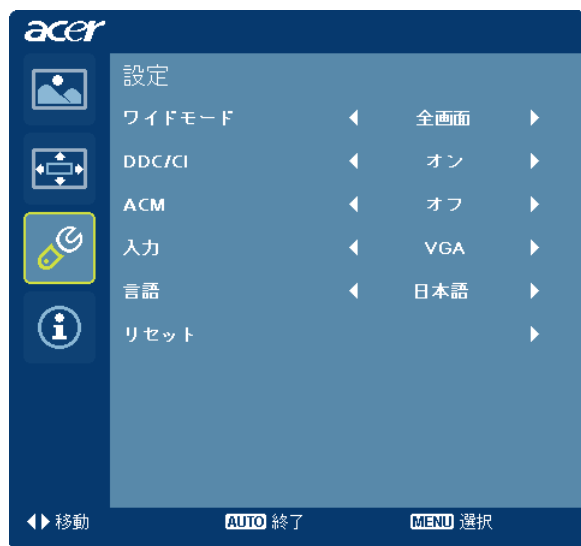 acer
設定
ワイドモード 全画面
DDC/CI オン
ACM オフ
入力 VGA
言語 日本語
リセット
移動 AUTO 終了 MENU 選択